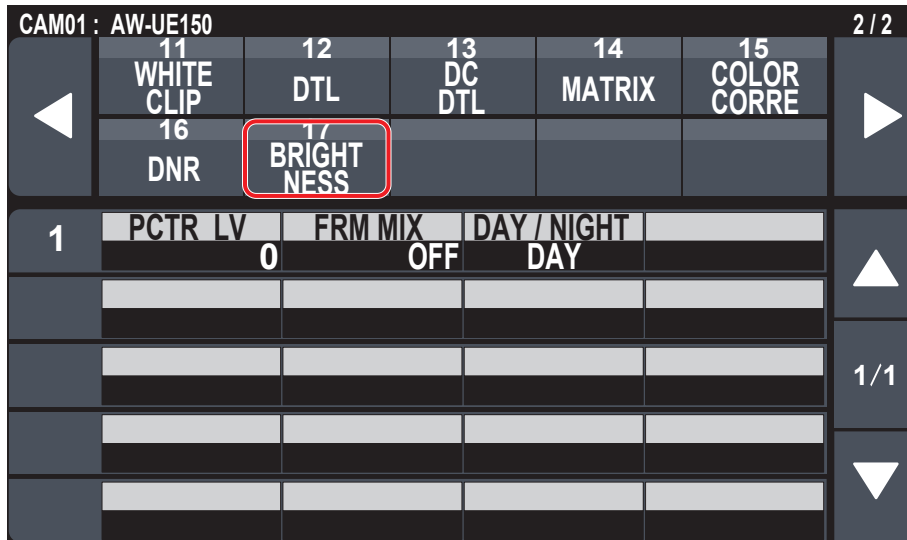 CAM01 : AW-UE150 2 / 2
11 12 13 14 15
WHITE CLIP DTL DC DTL MATRIX COLOR CORRE
16 17
DNR BRIGHT NESS
1 PCTR LV FRM MIX DAY / NIGHT
0 OFF DAY
1/1